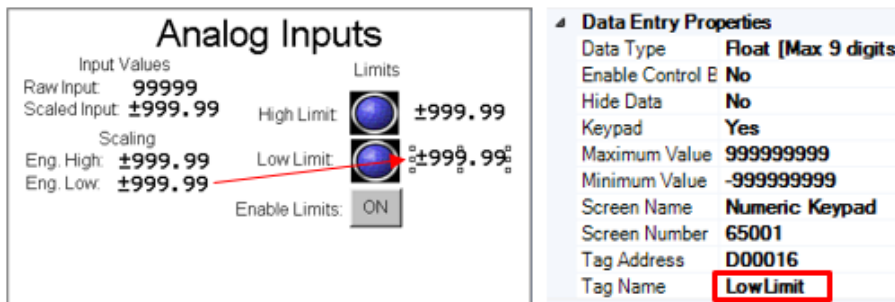 Analog Inputs
Input Values
Raw Input: 99999
Scaled Input: ±999.99
Scaling
Eng. High: ±999.99
Eng. Low: ±999.99
Limits
High Limit: ±999.99
Low Limit: ±999.99
Enable Limits: ON
Data Entry Properties
Data Type Float [Max 9 digits
Enable Control B No
Hide Data No
Keypad Yes
Maximum Value 999999999
Minimum Value -999999999
Screen Name Numeric Keypad
Screen Number 65001
Tag Address D00016
Tag Name LowLimit